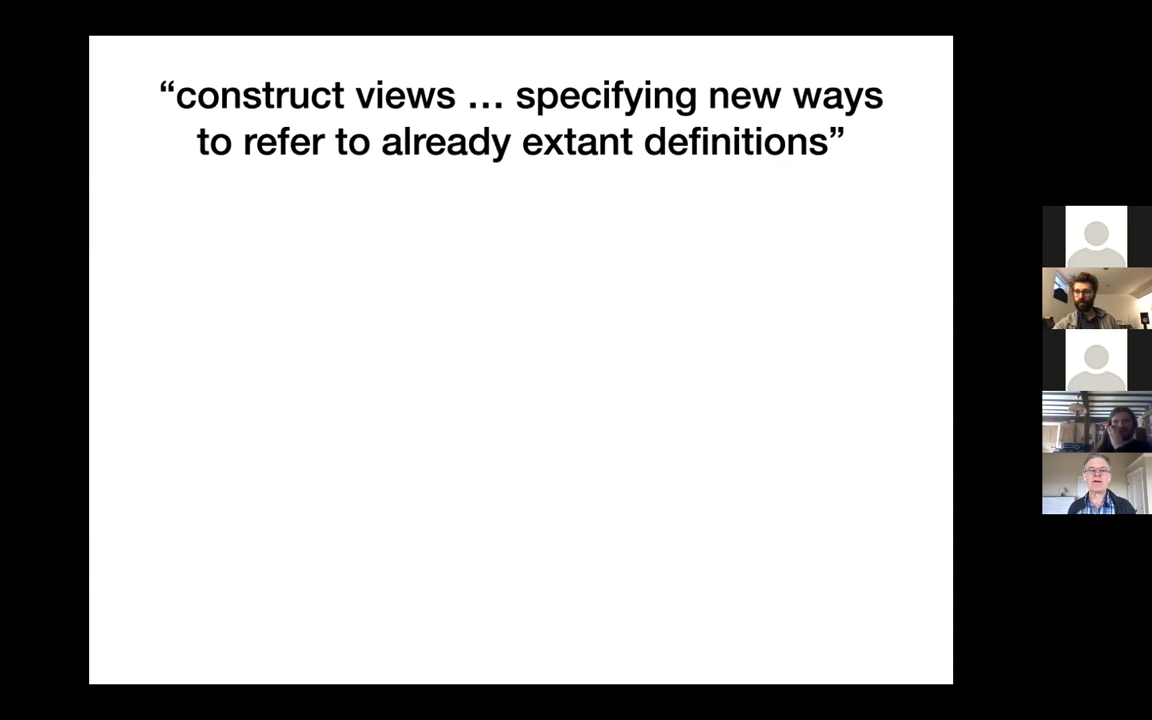 “construct views … specifying new ways
to refer to already extant definitions”